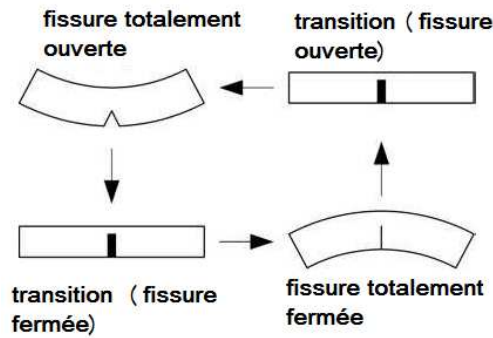 fissure totalement
ouverte
transition ( fissure
ouverte)
transition ( fissure
fermée)
fissure totalement
fermée